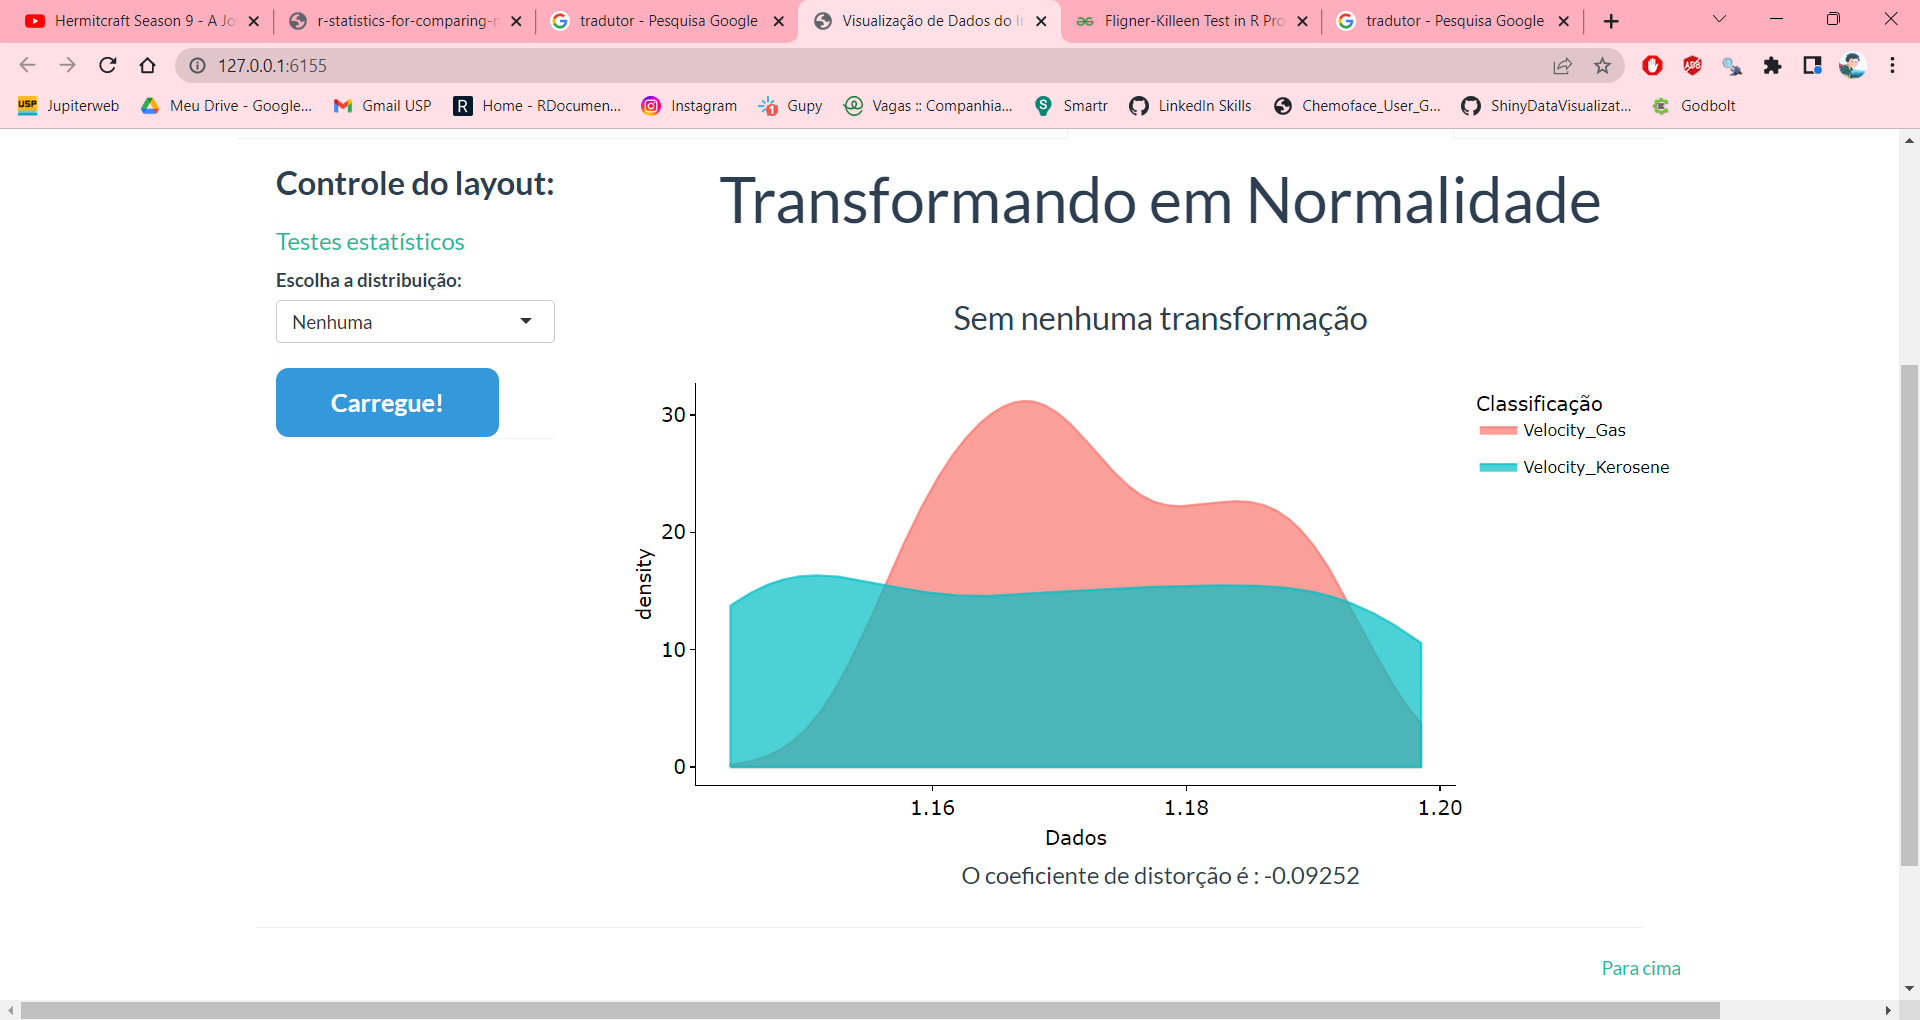 Hermitcraft Season 9 - A Jo
r-statistics-for-comparing-
tradutor - Pesquisa Google
Visualização de Dados do I
Fligner-Killeen Test in R Pro
tradutor - Pesquisa Google
127.0.0.1:6155
USP Jupiterweb
Meu Drive - Google...
Gmail USP
R Home - RDocumen...
Instagram
Gupy
Vagas :: Companhia...
S Smartr
LinkedIn Skills
Chemoface_User_G...
ShinyDataVisualizat...
Godbolt
Controle do layout:
Testes estatísticos
Escolha a distribuição:
Nenhuma
Carregue!
Transformando em Normalidade
Sem nenhuma transformação
30
20
10
0
density
1.16 1.18 1.20
Dados
Classificação
Velocity_Gas
Velocity_Kerosene
O coeficiente de distorção é : -0.09252
Para cima